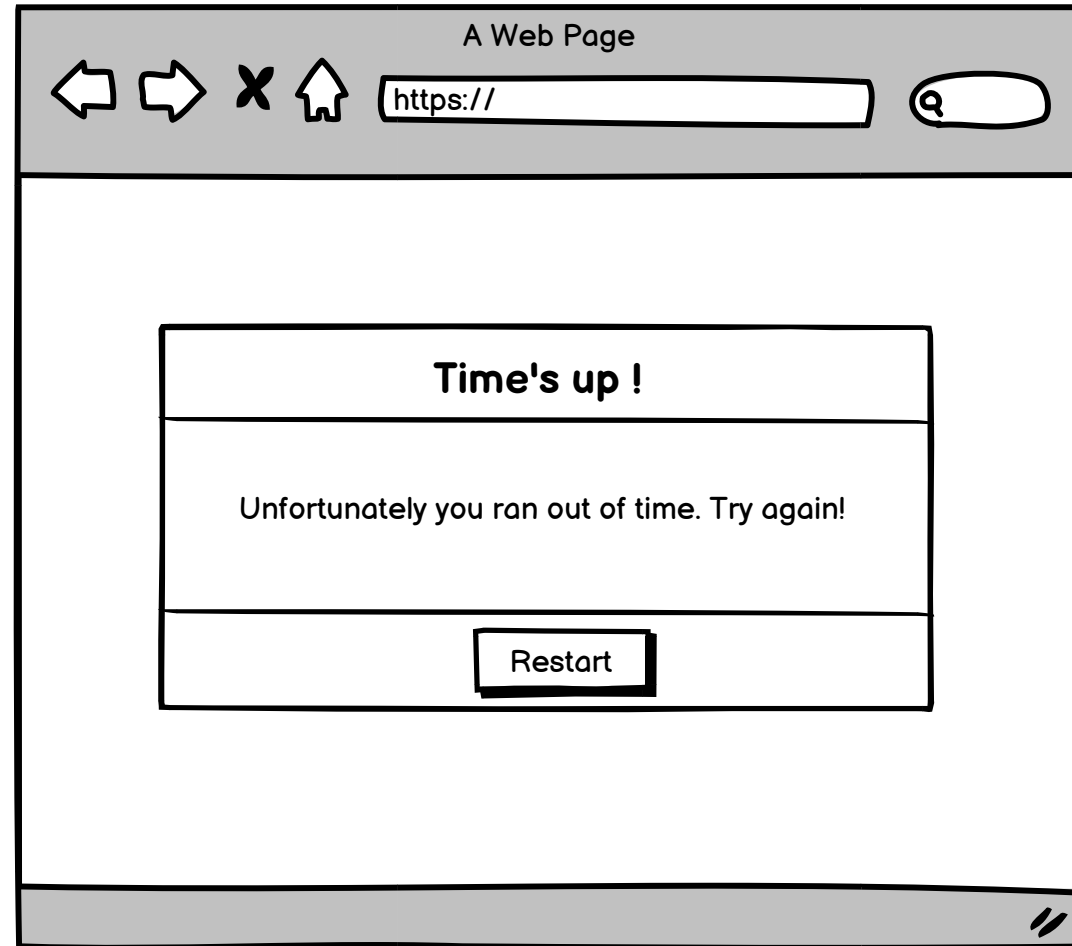 A Web Page
https://
Time's up !
Unfortunately you ran out of time. Try again!
Restart